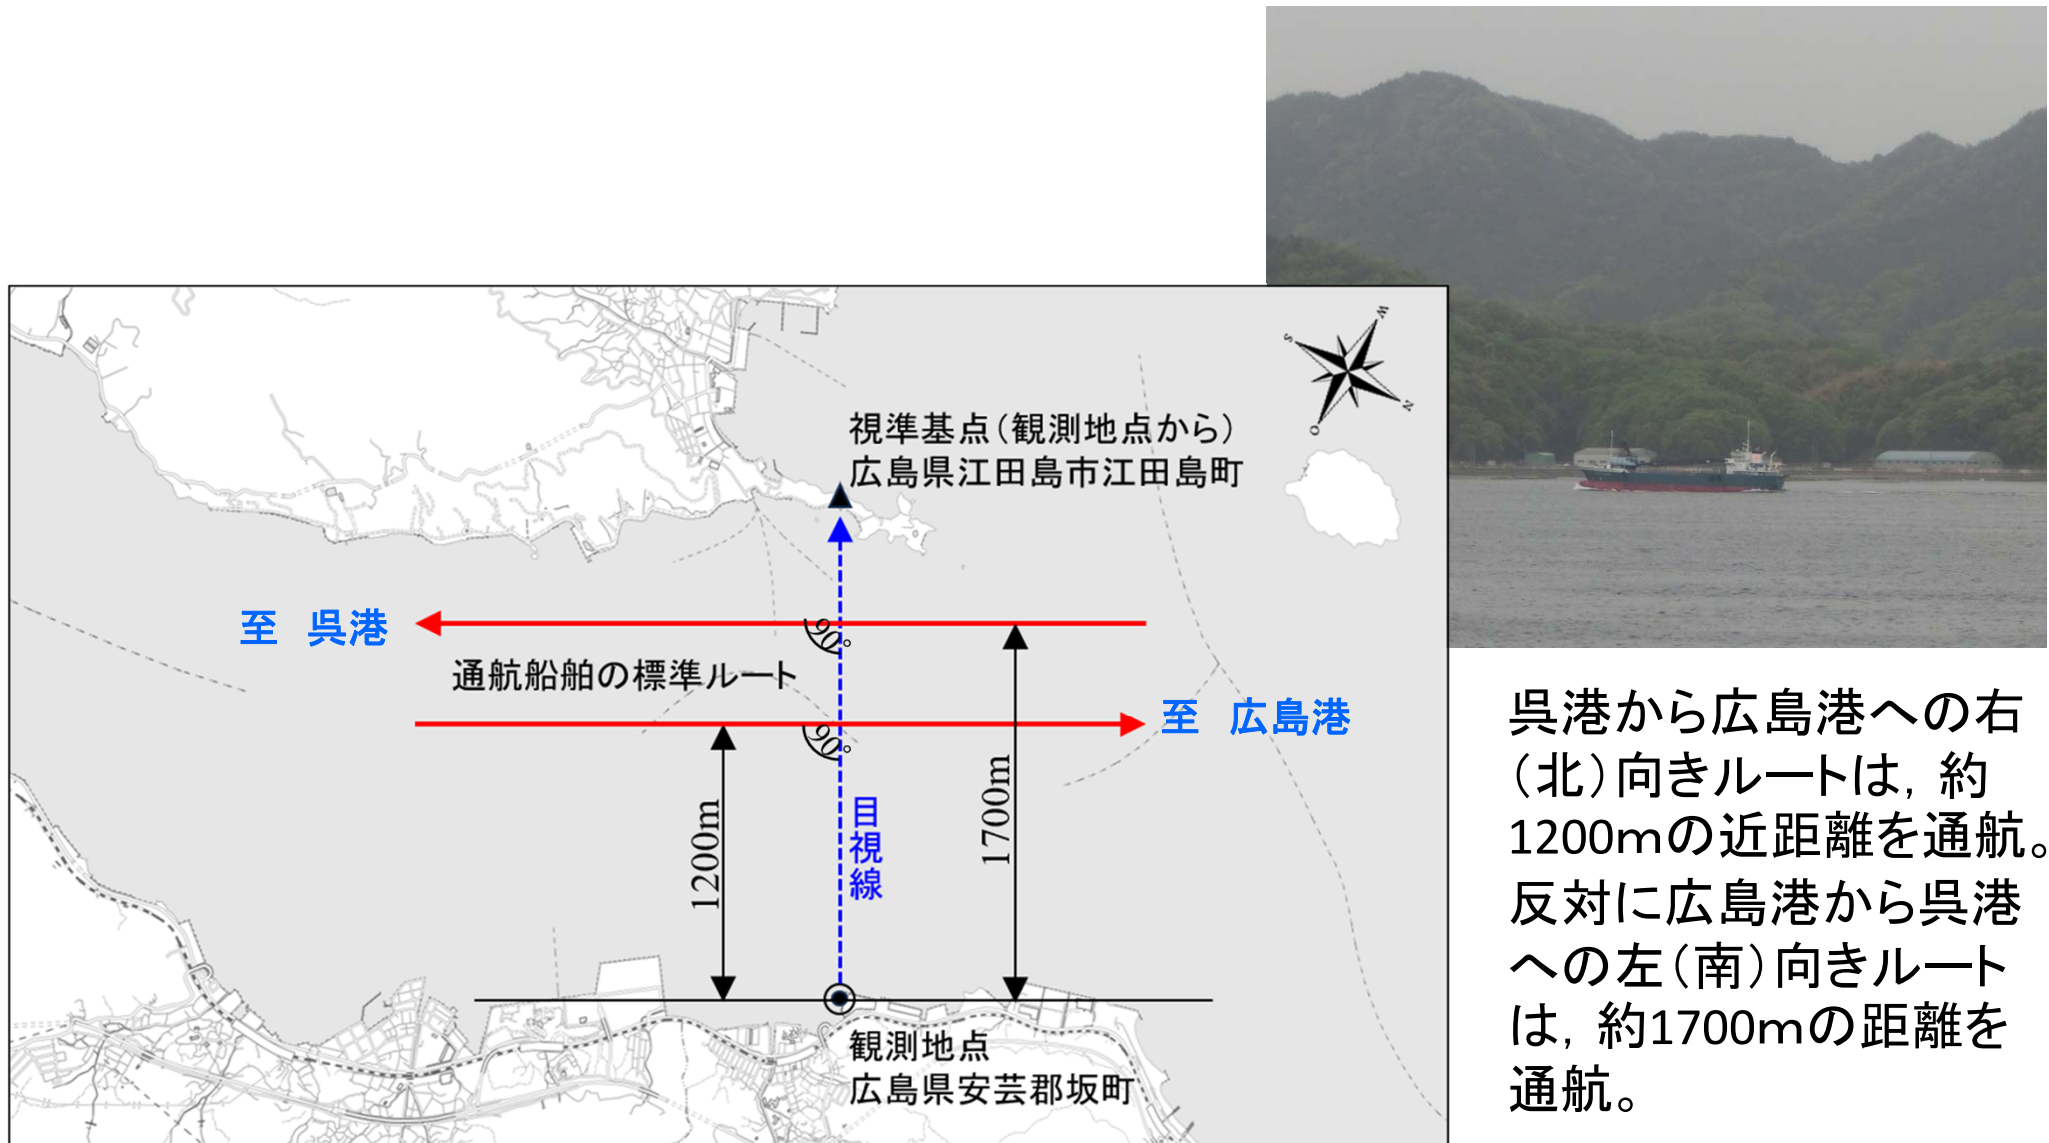 W
S
N
O
視準基点（観測地点から）
広島県江田島市江田島町
至　呉港
90°
通航船舶の標準ルート
至　広島港
90°
1200m
目視線
1700m
観測地点
広島県安芸郡坂町
呉港から広島港への右
（北）向きルートは，約
1200mの近距離を通航。
反対に広島港から呉港
への左（南）向きルート
は，約1700mの距離を
通航。